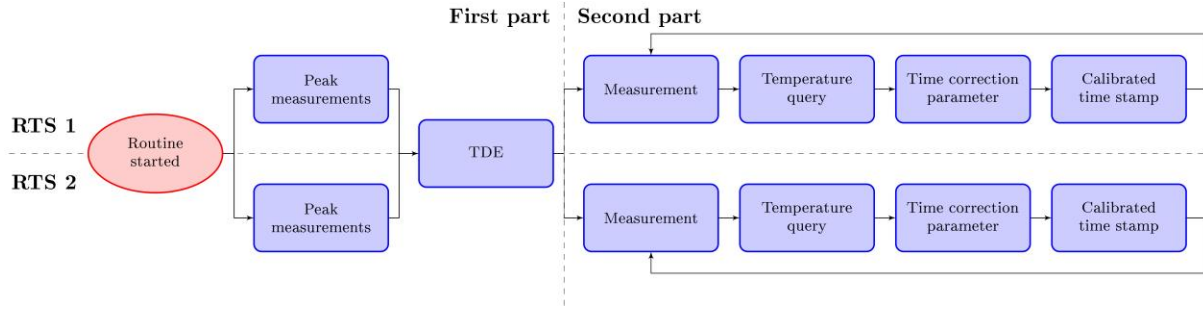 First part
Second part
RTS 1
RTS 2
Routine
started
Peak
measurements
Peak
measurements
TDE
Measurement
Temperature
query
Time correction
parameter
Calibrated
time stamp
Measurement
Temperature
query
Time correction
parameter
Calibrated
time stamp